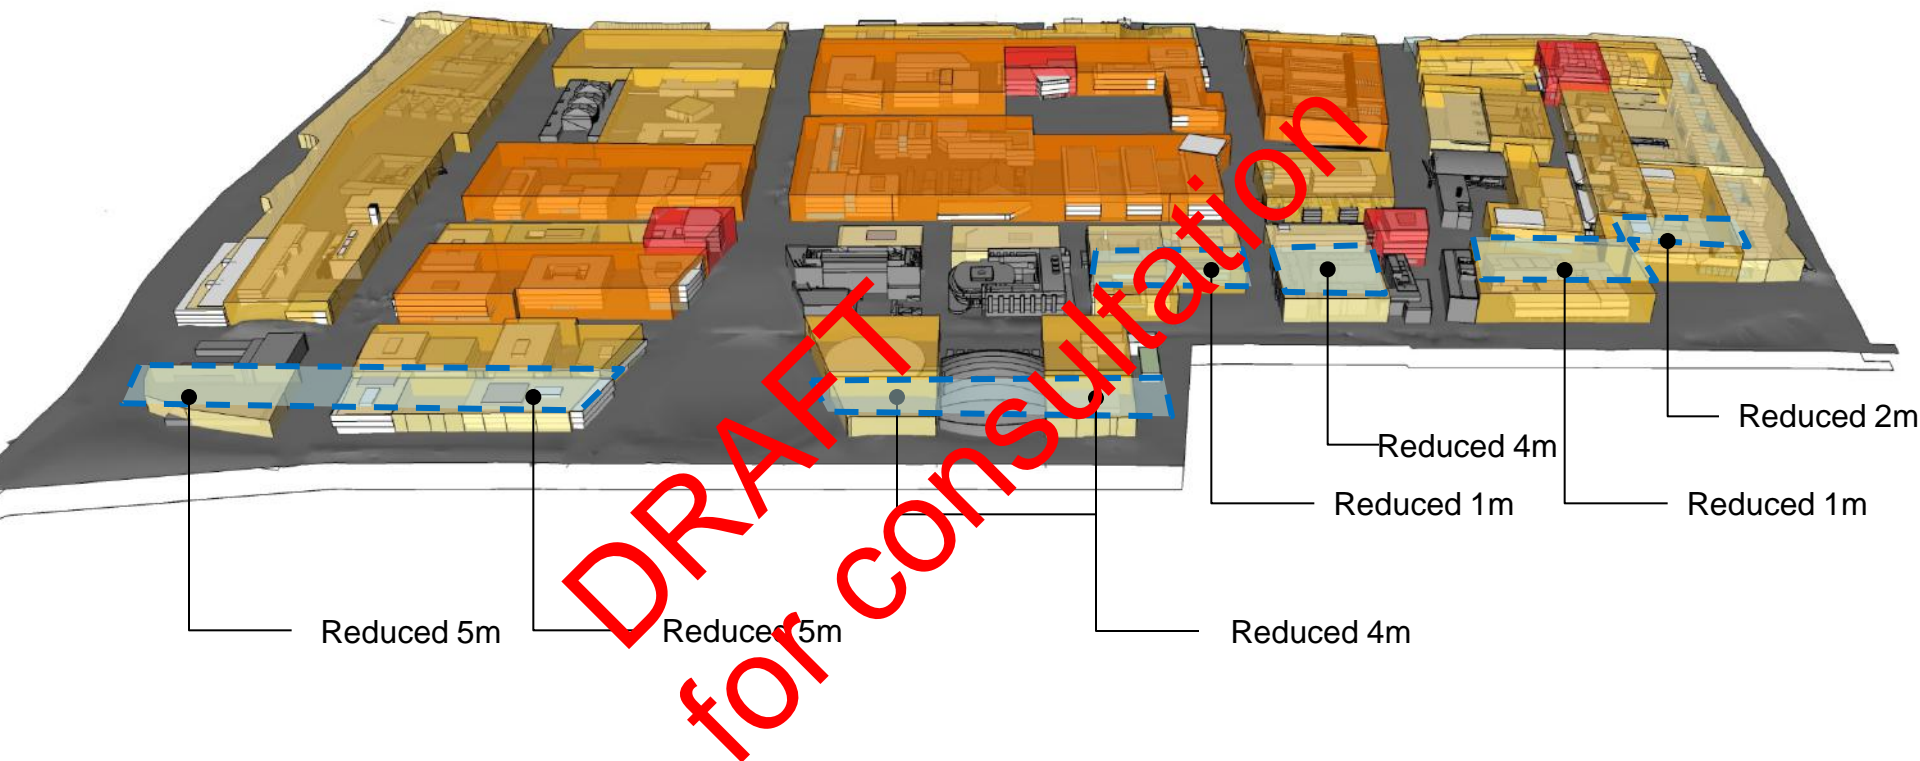 Reduced 2m
Reduced 4m
Reduced 1m
Reduced 1m
Reduced 5m
Reduced 5m
Reduced 4m
DRAFT
for consultation